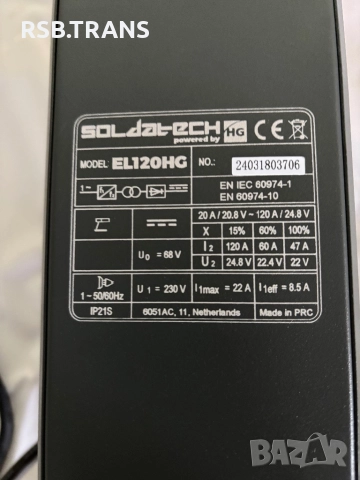 RSB.TRANS
SOLDATECH
powered by HG CE
MODEL: EL120HG NO.: 24031803706
1~ EN IEC 60974-1
EN 60974-10
20 A / 20.8 V ~ 120 A / 24.8 V
X 15% 60% 100%
U0 = 68 V I2 120 A 60 A 47 A
U2 24.8 V 22.4 V 22 V
1~50/60Hz U1 = 230 V I1max = 22 A I1eff = 8.5 A
IP21S 6051AC, 11, Netherlands Made in PRC
BAZAR